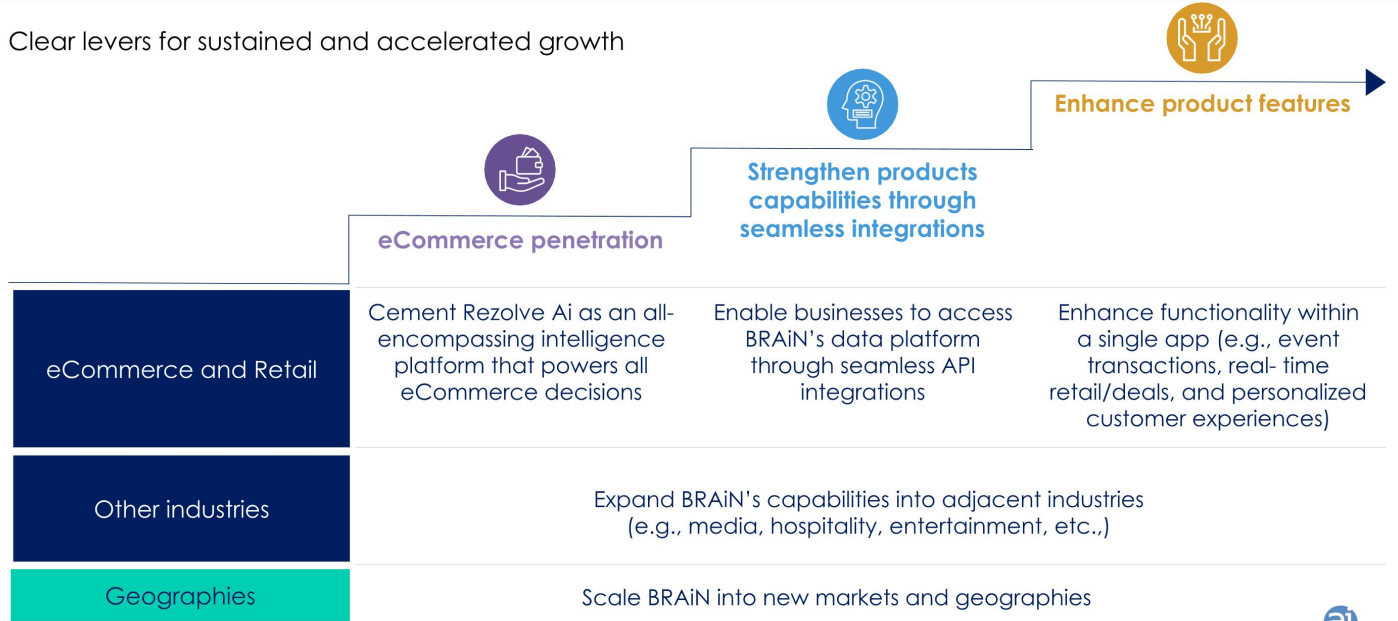 Clear levers for sustained and accelerated growth
Enhance product features
Strengthen products
capabilities through
seamless integrations
eCommerce penetration
eCommerce and Retail
Cement Rezolve Ai as an all-
encompassing intelligence
platform that powers all
eCommerce decisions
Enable businesses to access
BRAiN’s data platform
through seamless API
integrations
Enhance functionality within
a single app (e.g., event
transactions, real- time
retail/deals, and personalized
customer experiences)
Other industries
Expand BRAiN’s capabilities into adjacent industries
(e.g., media, hospitality, entertainment, etc.,)
Geographies
Scale BRAiN into new markets and geographies